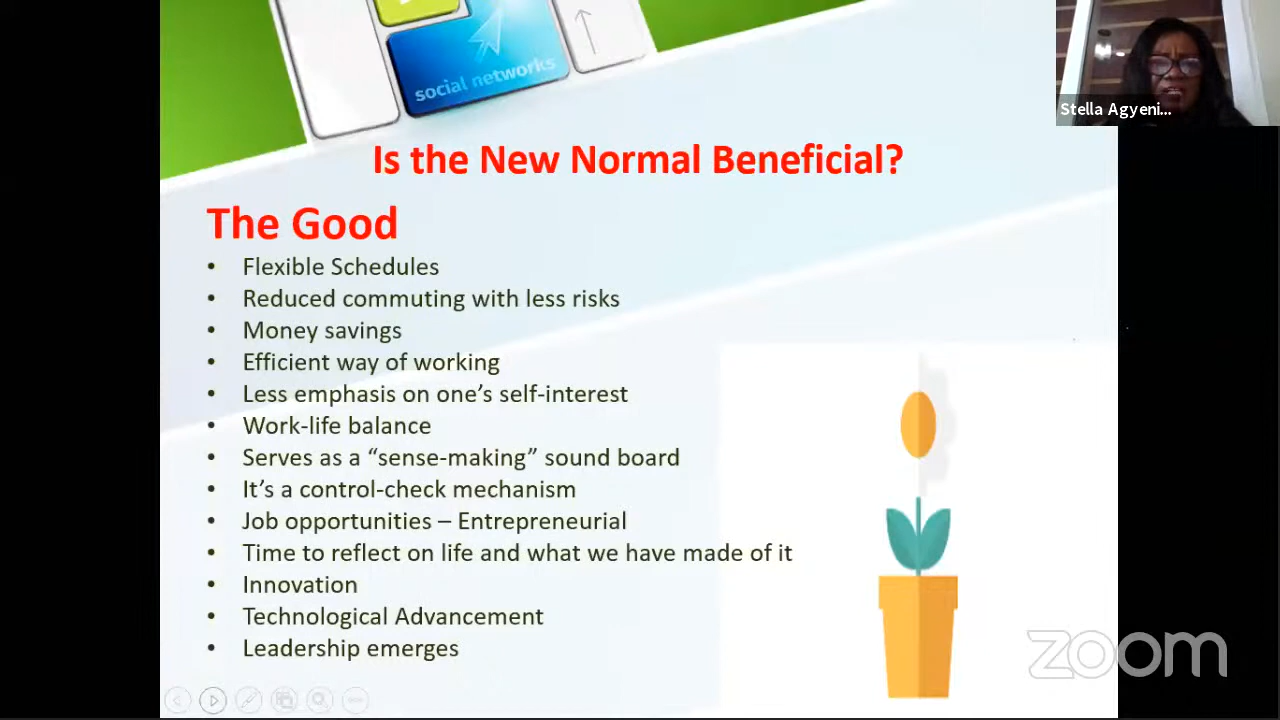 social networks
Stella Agyeni...
Is the New Normal Beneficial?
The Good
• Flexible Schedules
• Reduced commuting with less risks
• Money savings
• Efficient way of working
• Less emphasis on one’s self-interest
• Work-life balance
• Serves as a “sense-making” sound board
• It’s a control-check mechanism
• Job opportunities – Entrepreneurial
• Time to reflect on life and what we have made of it
• Innovation
• Technological Advancement
• Leadership emerges
zoom